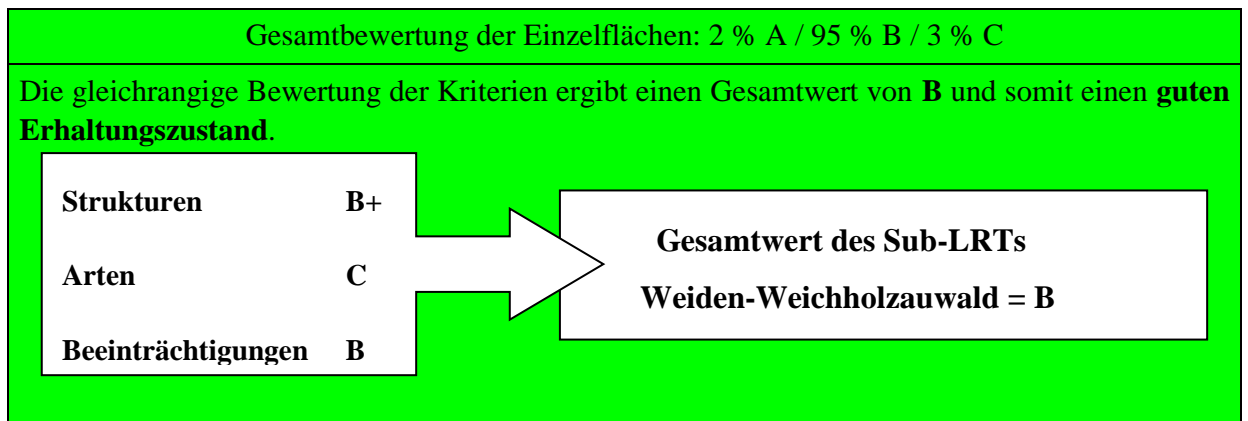 Gesamtbewertung der Einzelflächen: 2 % A / 95 % B / 3 % C
Die gleichrangige Bewertung der Kriterien ergibt einen Gesamtwert von B und somit einen guten
Erhaltungszustand.
Strukturen B+
Arten C
Beeinträchtigungen B
Gesamtwert des Sub-LRTs
Weiden-Weichholzauwald = B